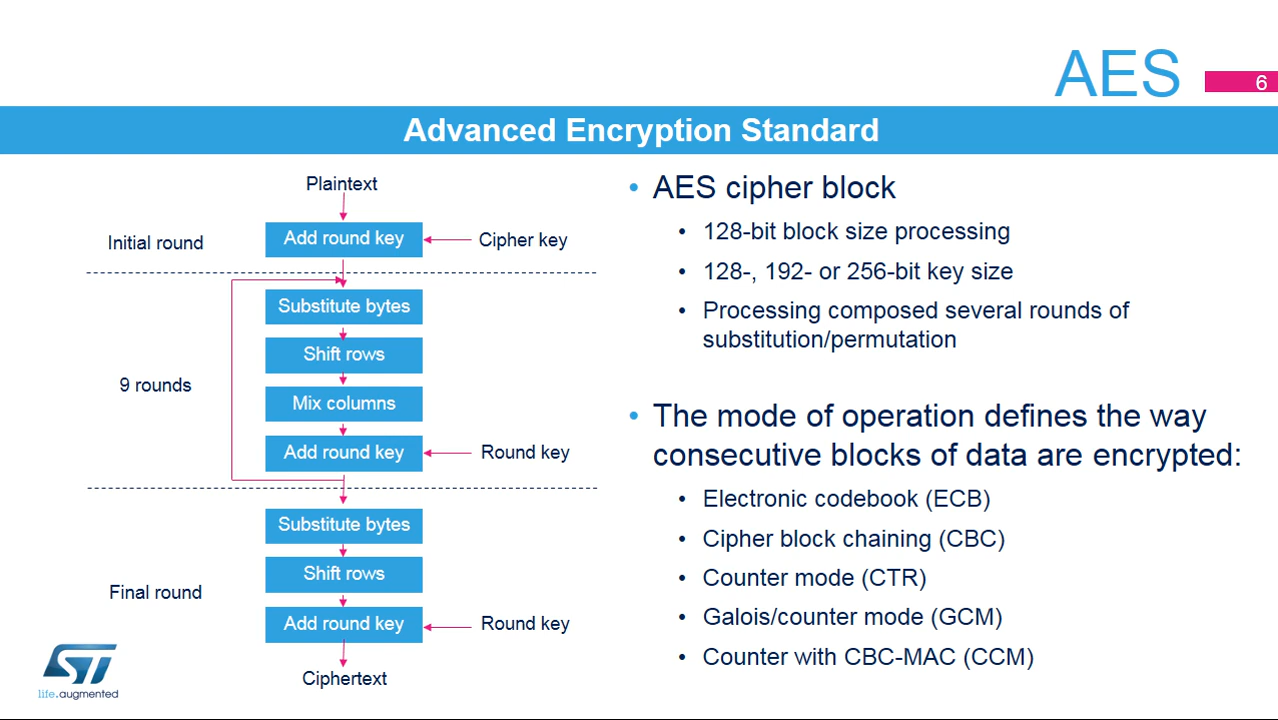 AES
6
Advanced Encryption Standard
Plaintext
Initial round
Add round key
Cipher key
Substitute bytes
Shift rows
9 rounds
Mix columns
Add round key
Round key
Substitute bytes
Shift rows
Final round
Add round key
Round key
Ciphertext
• AES cipher block
• 128-bit block size processing
• 128-, 192- or 256-bit key size
• Processing composed several rounds of
substitution/permutation
• The mode of operation defines the way
consecutive blocks of data are encrypted:
• Electronic codebook (ECB)
• Cipher block chaining (CBC)
• Counter mode (CTR)
• Galois/counter mode (GCM)
• Counter with CBC-MAC (CCM)
ST
life.augmented